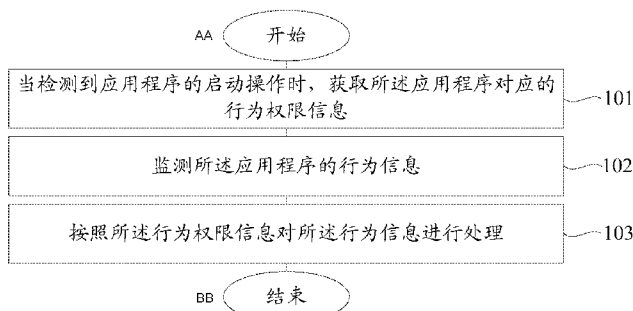 AA 开始
当检测到应用程序的启动操作时，获取所述应用程序对应的
行为权限信息
101
监测所述应用程序的行为信息 102
按照所述行为权限信息对所述行为信息进行处理 103
BB 结束